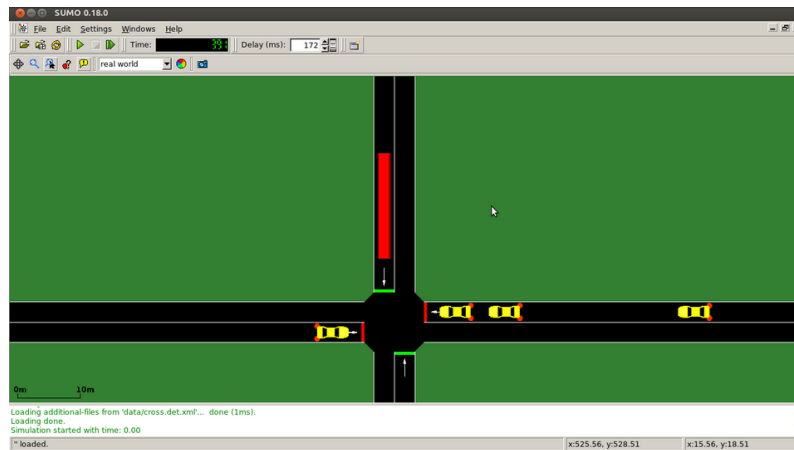 SUMO 0.18.0
File Edit Settings Windows Help
Time: 391 Delay (ms): 172
real world
0m 10m
Loading additional-files from 'data/cross.det.xml'... done (1ms).
Loading done.
Simulation started with time: 0.00
'' loaded. x:525.56, y:528.51 x:15.56, y:18.51